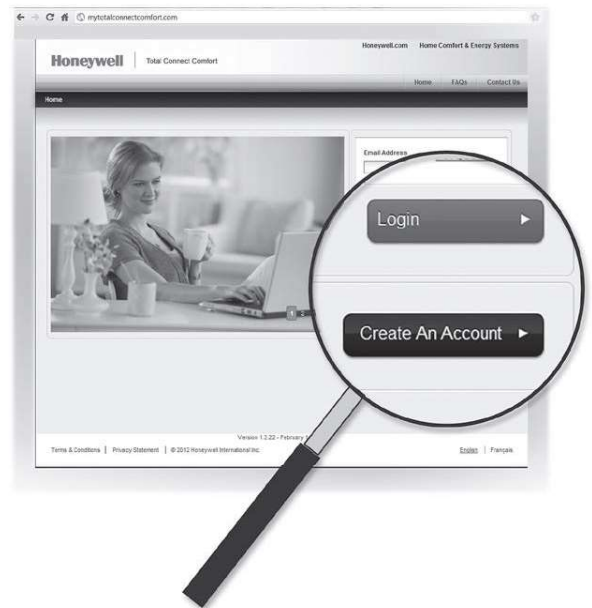 mytotalconnectcomfort.com
Honeywell.com Home Comfort & Energy Systems
Honeywell Total Connect Comfort
Home FAQs Contact Us
Home
Email Address
Login
Create An Account
Version 1.2.22 - February
Terms & Conditions | Privacy Statement | © 2012 Honeywell International Inc.
English | Français